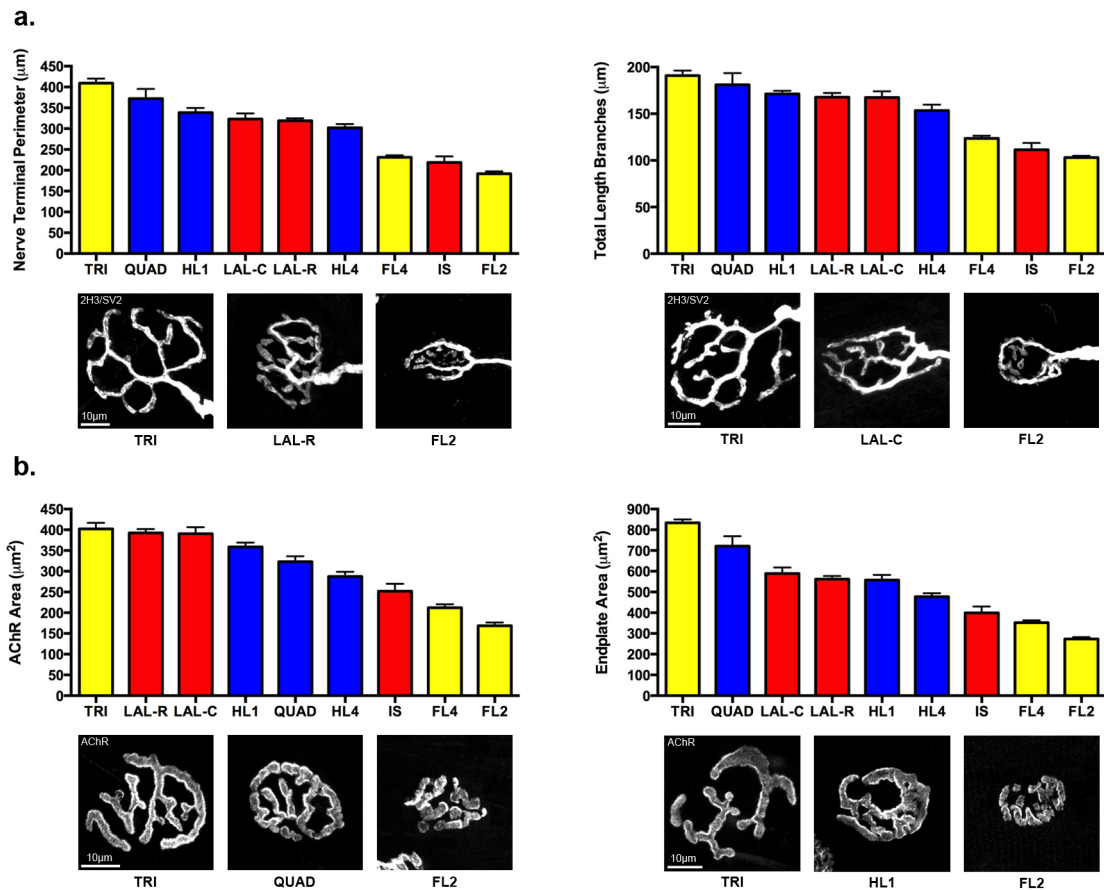 a.
Nerve Terminal Perimeter (μm)
450
400
350
300
250
200
150
100
50
0
TRI QUAD HL1 LAL-C LAL-R HL4 FL4 IS FL2
2H3/SV2
10μm
TRI LAL-R FL2
Total Length Branches (μm)
200
150
100
50
0
TRI QUAD HL1 LAL-R LAL-C HL4 FL4 IS FL2
2H3/SV2
10μm
TRI LAL-C FL2
b.
AChR Area (μm²)
450
400
350
300
250
200
150
100
50
0
TRI LAL-R LAL-C HL1 QUAD HL4 IS FL4 FL2
AChR
10μm
TRI QUAD FL2
Endplate Area (μm²)
900
800
700
600
500
400
300
200
100
0
TRI QUAD LAL-C LAL-R HL1 HL4 IS FL4 FL2
AChR
10μm
TRI HL1 FL2